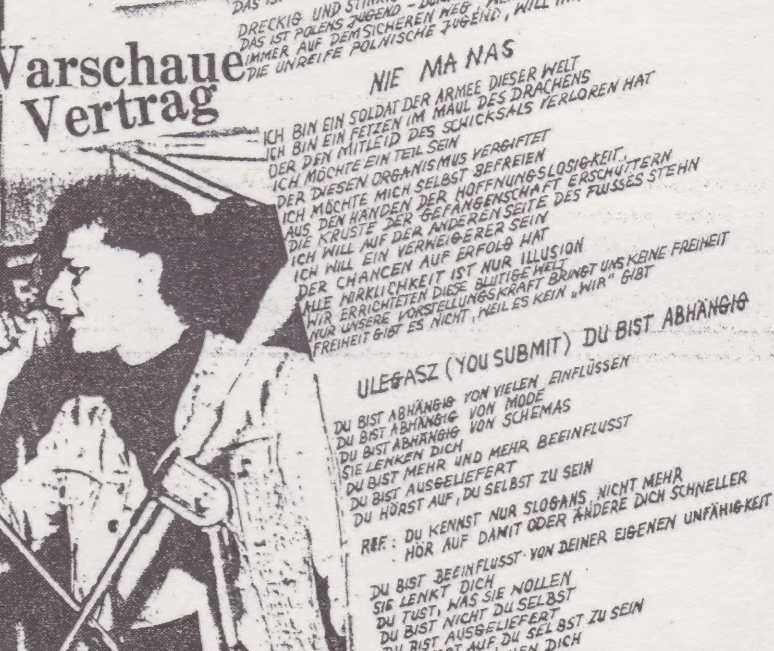 DAS IST
DRECKIG UND
DAS IST POLENS JUGEND
IMMER AUF DEM SICHEREN WEG,
DIE UNREIFE POLNISCHE JUGEND, WILL
Warschaue
Vertrag
NIE MA NAS
ICH BIN EIN SOLDAT DER ARMEE DIESER WELT
ICH BIN EIN FETZEN IM MAUL DES DRACHENS
DER DEN MITLEID DES SCHICKSALS VERLOREN HAT
ICH MÖCHTE EIN TEIL SEIN
DER DIESEN ORGANISMUS VERGIFTET
ICH MÖCHTE MICH SELBST BEFREIEN
AUS DEN HÄNDEN DER HOFFNUNGSLOSIGKEIT,
DIE KRUSTE DER GEFANGENSCHAFT ERSCHÜTTERN
ICH WILL AUF DER ANDEREN SEITE DES FLUSSES STEHN
ICH WILL EIN VERWEIGERER SEIN
DER CHANCEN AUF ERFOLG HAT
ALLE WIRKLICHKEIT IST NUR ILLUSION
WIR ERRICHTETEN DIESE BLUTIGE WELT
NUR UNSERE VORSTELLUNGSKRAFT BRINGT UNS KEINE FREIHEIT
FREIHEIT GIBT ES NICHT, WEIL ES KEIN „WIR" GIBT
ULEGASZ (YOU SUBMIT) DU BIST ABHÄNGIG
DU BIST ABHÄNGIG VON VIELEN EINFLÜSSEN
DU BIST ABHÄNGIG VON MODE
DU BIST ABHÄNGIG VON SCHEMAS
SIE LENKEN DICH
DU BIST MEHR UND MEHR BEEINFLUSST
DU BIST AUSGELIEFERT
DU HÖRST AUF, DU SELBST ZU SEIN
REF.: DU KENNST NUR SLOGANS, NICHT MEHR
HÖR AUF DAMIT ODER ÄNDERE DICH SCHNELLER
DU BIST BEEINFLUSST VON DEINER EIGENEN UNFÄHIGKEIT
SIE LENKT DICH
DU TUST, WAS SIE WOLLEN
DU BIST NICHT DU SELBST
DU BIST AUSGELIEFERT
AUF DU SELBST ZU SEIN
DICH